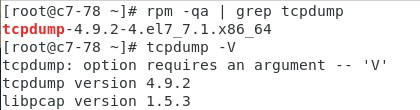 [root@c7-78 ~]# rpm -qa | grep tcpdump
tcpdump-4.9.2-4.el7_7.1.x86_64
[root@c7-78 ~]# tcpdump -V
tcpdump: option requires an argument -- 'V'
tcpdump version 4.9.2
libpcap version 1.5.3